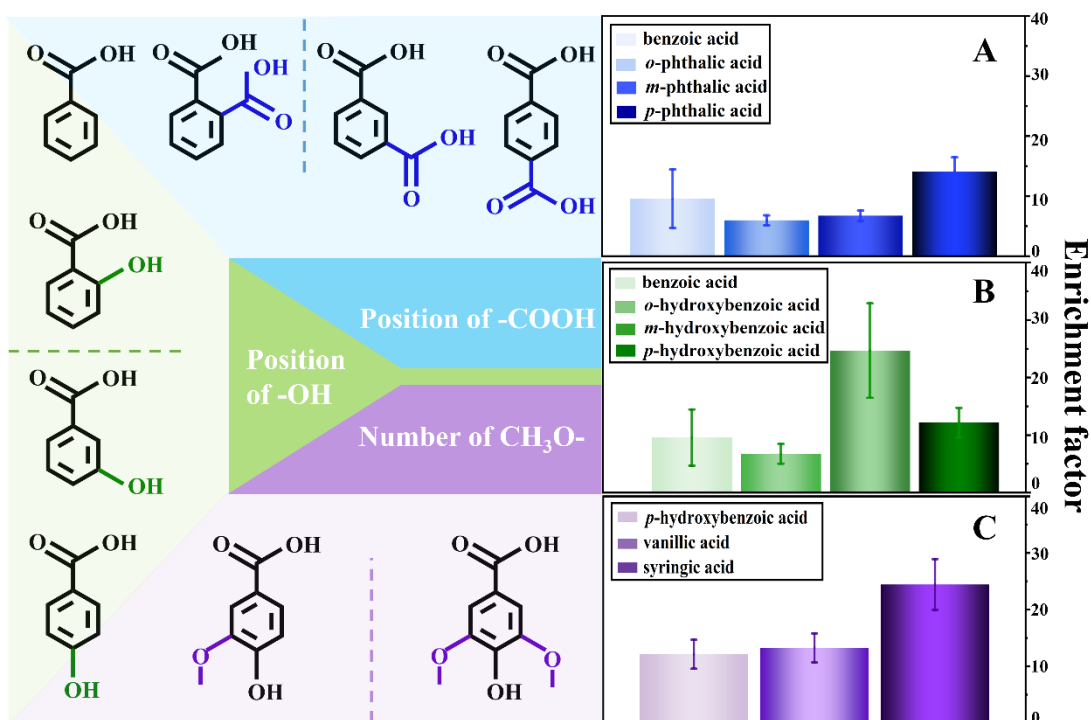 O
OH
O
OH
OH
O
O
OH
OH
O
O
OH
O
OH
O
OH
OH
O
OH
OH
O
OH
OH
O
OH
O
OH
O
OH
O
O
OH
Position of -COOH
Position
of -OH
Number of CH₃O-
benzoic acid
o-phthalic acid
m-phthalic acid
p-phthalic acid
A
40
30
20
10
0
benzoic acid
o-hydroxybenzoic acid
m-hydroxybenzoic acid
p-hydroxybenzoic acid
B
40
30
20
10
0
p-hydroxybenzoic acid
vanillic acid
syringic acid
C
40
30
20
10
0
Enrichment factor